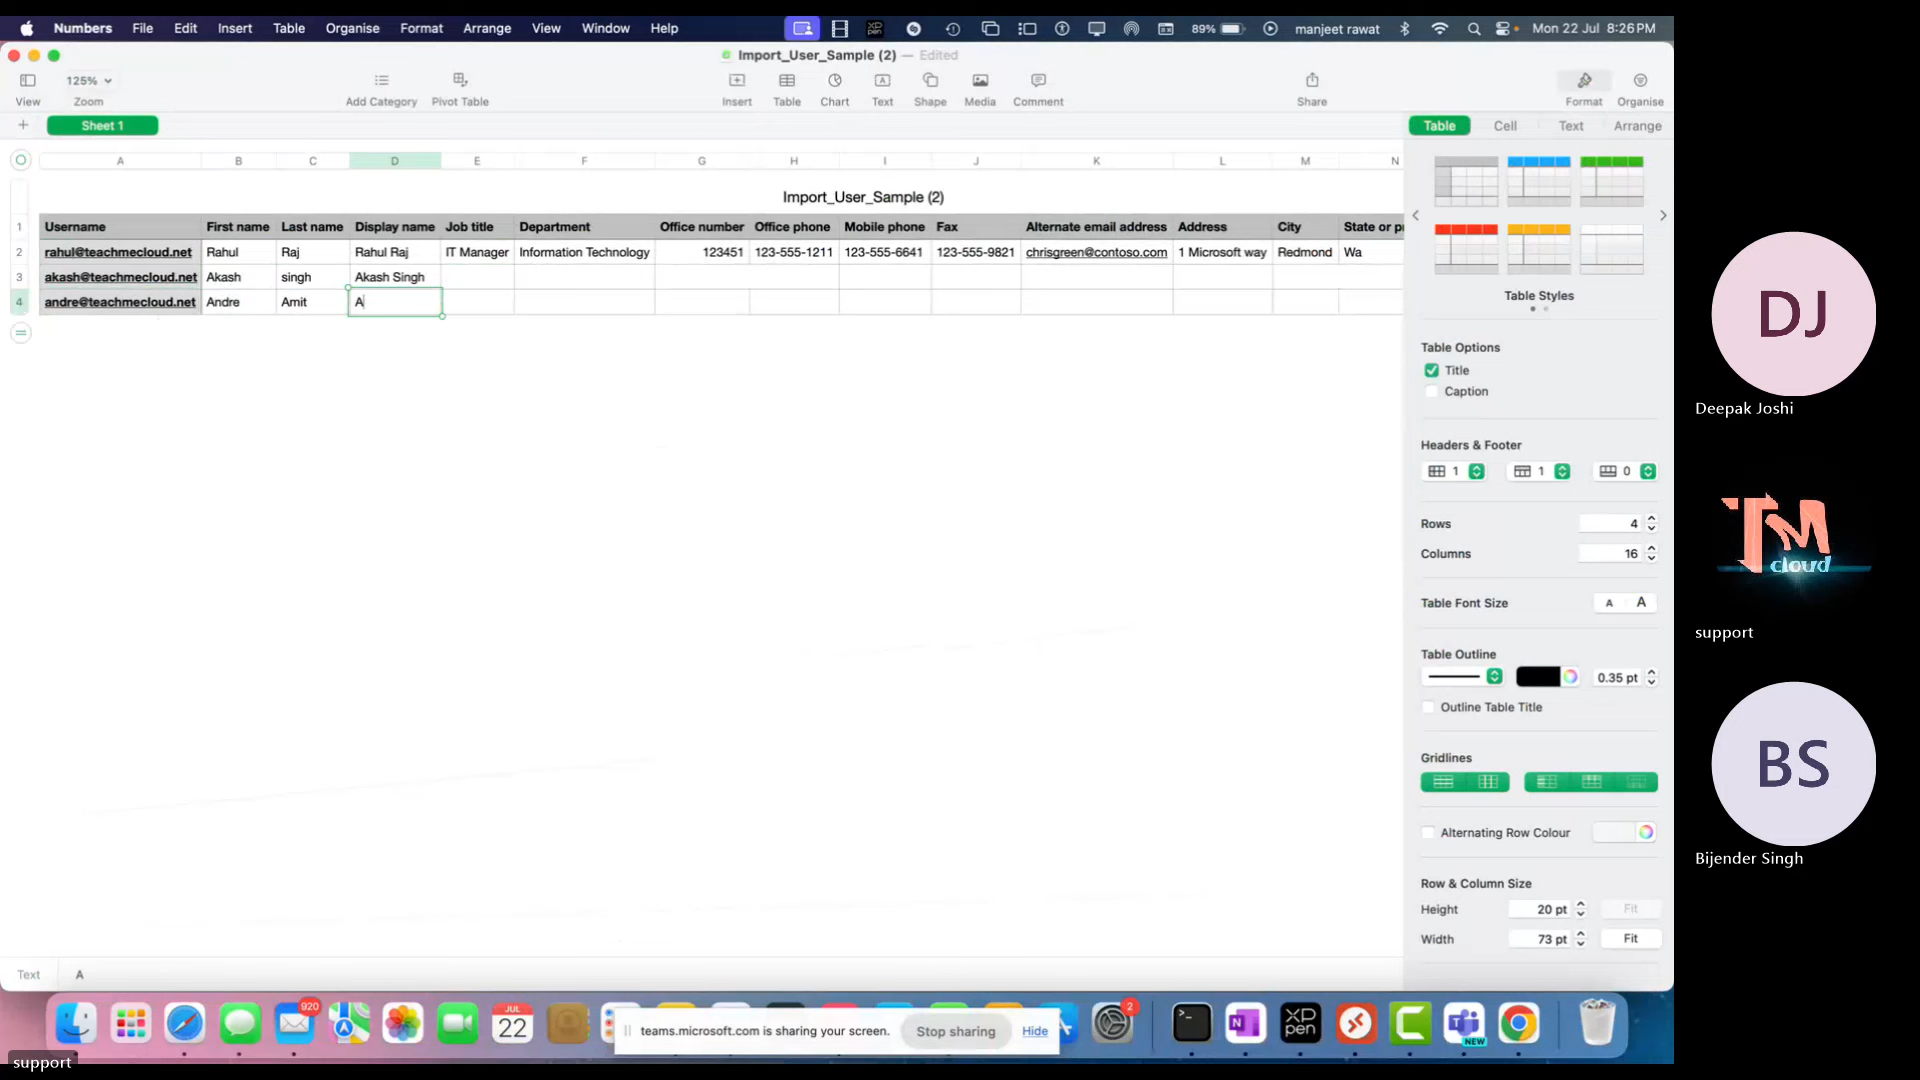 Numbers File Edit Insert Table Organise Format Arrange View Window Help 89% manjeet rawat Mon 22 Jul 8:26 PM
Import_User_Sample (2) — Edited
125%
View Zoom Add Category Pivot Table Insert Table Chart Text Shape Media Comment Share Format Organise
Sheet 1
Table Cell Text Arrange
A B C D E F G H I J K L M N
Import_User_Sample (2)
1 Username First name Last name Display name Job title Department Office number Office phone Mobile phone Fax Alternate email address Address City State or p
2 rahul@teachmecloud.net Rahul Raj Rahul Raj IT Manager Information Technology 123451 123-555-1211 123-555-6641 123-555-9821 chrisgreen@contoso.com 1 Microsoft way Redmond Wa
3 akash@teachmecloud.net Akash singh Akash Singh
4 andre@teachmecloud.net Andre Amit A
Table Styles
Table Options
Title
Caption
Headers & Footer
1 1 0
Rows 4
Columns 16
Table Font Size A A
Table Outline
0.35 pt
Outline Table Title
Gridlines
Alternating Row Colour
Row & Column Size
Height 20 pt Fit
Width 73 pt Fit
Text A
DJ
Deepak Joshi
TM
cloud
support
BS
Bijender Singh
920
JUL
22
2
N
XP
pen
NEW
teams.microsoft.com is sharing your screen. Stop sharing Hide
support